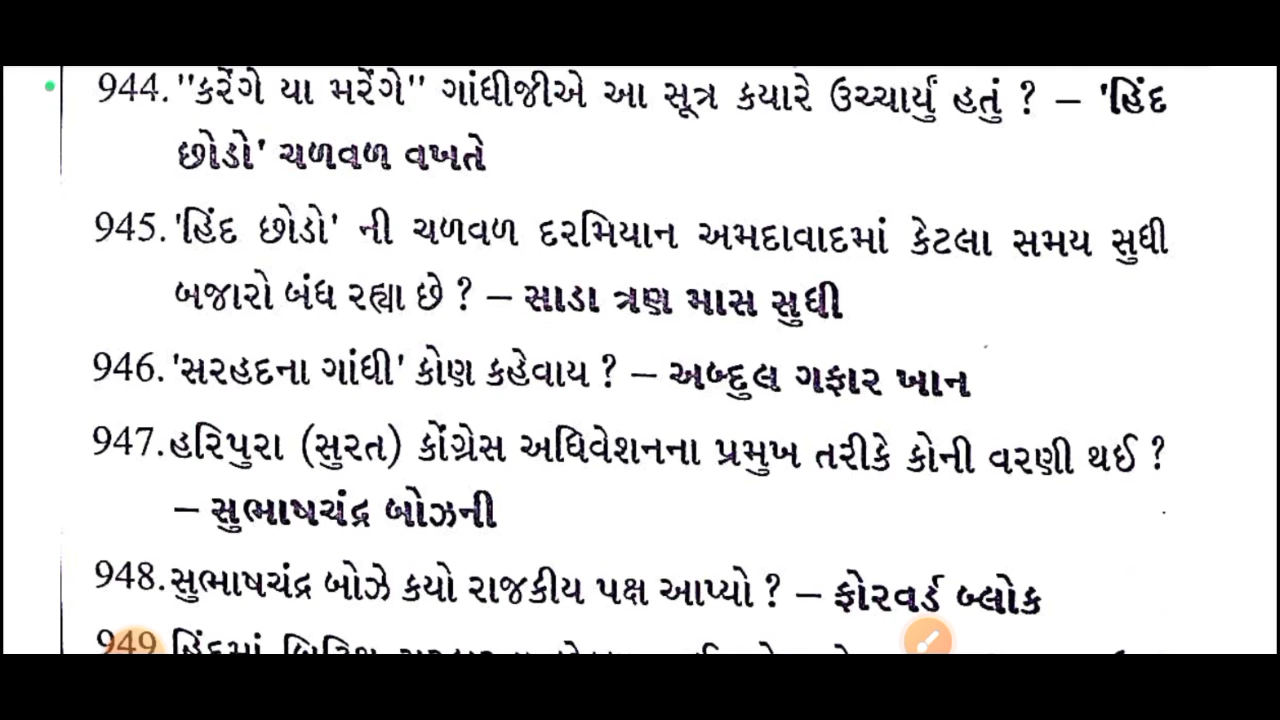 944. "કરેંગે યા મરેંગે" ગાંધીજીએ આ સૂત્ર કયારે ઉચ્ચાર્યું હતું ? – 'હિંદ
છોડો' ચળવળ વખતે
945. 'હિંદ છોડો' ની ચળવળ દરમિયાન અમદાવાદમાં કેટલા સમય સુધી
બજારો બંધ રહ્યા છે ? – સાડા ત્રણ માસ સુધી
946. 'સરહદના ગાંધી' કોણ કહેવાય ? – અબ્દુલ ગફાર ખાન
947. હરિપુરા (સુરત) કોંગ્રેસ અધિવેશનના પ્રમુખ તરીકે કોની વરણી થઈ ?
– સુભાષચંદ્ર બોઝની
948. સુભાષચંદ્ર બોઝે કયો રાજકીય પક્ષ આપ્યો ? – ફોરવર્ડ બ્લોક
949 હિંદમાં